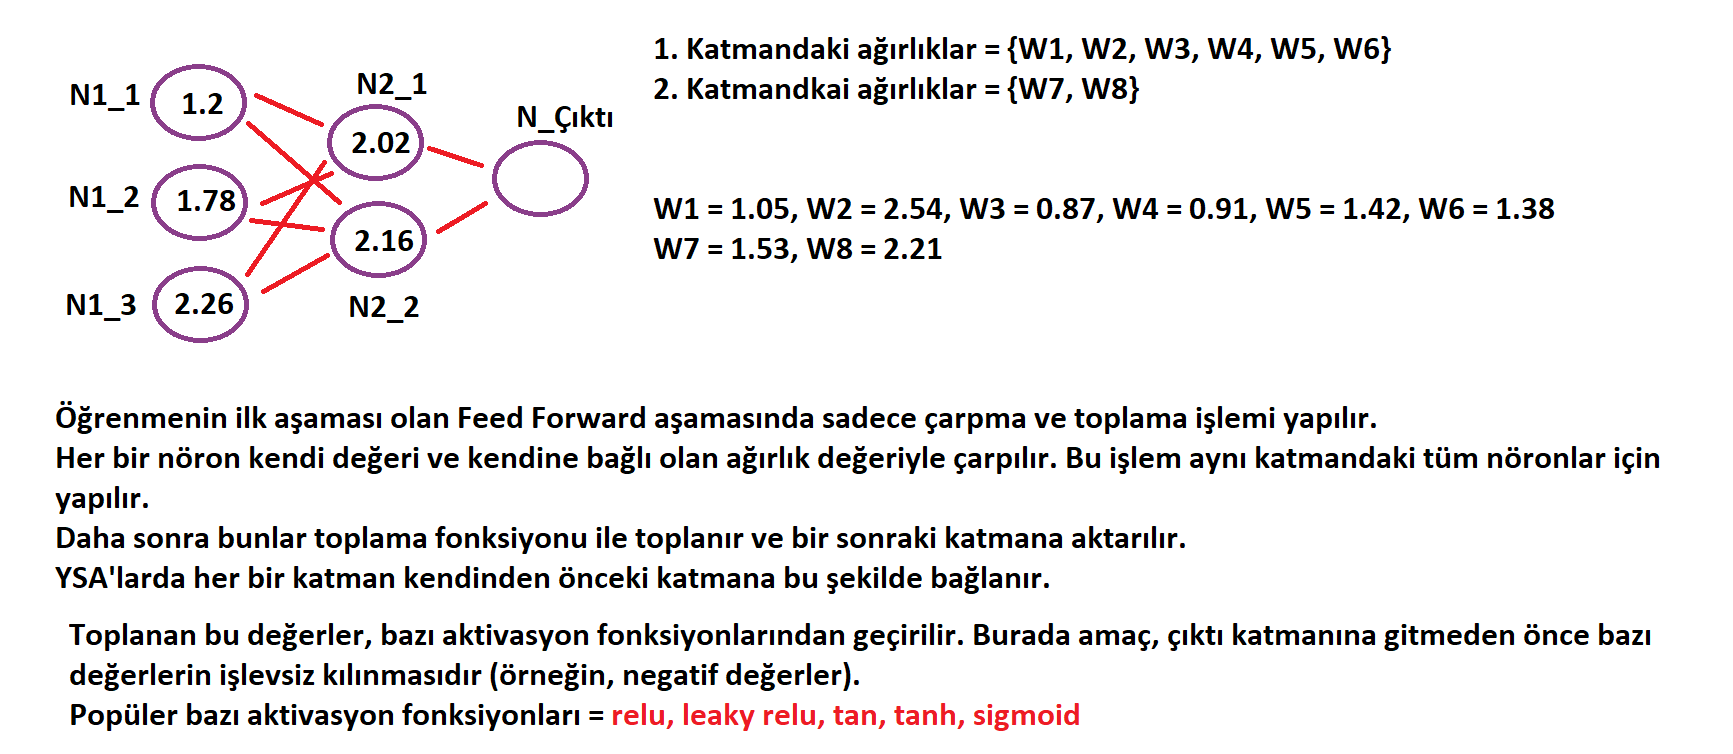 N1_1
1.2
N2_1
2.02
N_Çıktı
N1_2
1.78
2.16
N1_3
2.26
N2_2
1. Katmandaki ağırlıklar = {W1, W2, W3, W4, W5, W6}
2. Katmandkai ağırlıklar = {W7, W8}
W1 = 1.05, W2 = 2.54, W3 = 0.87, W4 = 0.91, W5 = 1.42, W6 = 1.38
W7 = 1.53, W8 = 2.21
Öğrenmenin ilk aşaması olan Feed Forward aşamasında sadece çarpma ve toplama işlemi yapılır.
Her bir nöron kendi değeri ve kendine bağlı olan ağırlık değeriyle çarpılır. Bu işlem aynı katmandaki tüm nöronlar için
yapılır.
Daha sonra bunlar toplama fonksiyonu ile toplanır ve bir sonraki katmana aktarılır.
YSA'larda her bir katman kendinden önceki katmana bu şekilde bağlanır.
Toplanan bu değerler, bazı aktivasyon fonksiyonlarından geçirilir. Burada amaç, çıktı katmanına gitmeden önce bazı
değerlerin işlevsiz kılınmasıdır (örneğin, negatif değerler).
Popüler bazı aktivasyon fonksiyonları = relu, leaky relu, tan, tanh, sigmoid